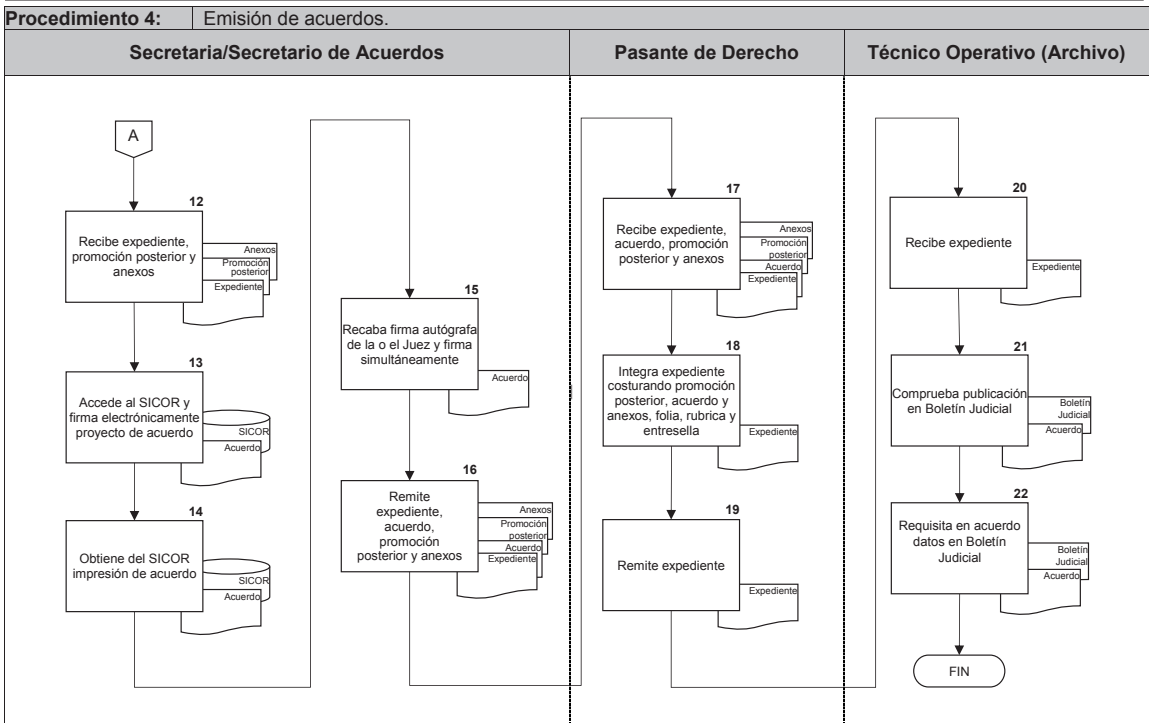 Procedimiento 4: Emisión de acuerdos.
Secretaria/Secretario de Acuerdos
Pasante de Derecho
Técnico Operativo (Archivo)
A
12
Recibe expediente,
promoción posterior y
anexos
Anexos
Promoción
posterior
Expediente
13
Accede al SICOR y
firma electrónicamente
proyecto de acuerdo
SICOR
Acuerdo
14
Obtiene del SICOR
impresión de acuerdo
SICOR
Acuerdo
15
Recaba firma autógrafa
de la o el Juez y firma
simultáneamente
Acuerdo
16
Remite
expediente,
acuerdo,
promoción
posterior y anexos
Anexos
Promoción
posterior
Acuerdo
Expediente
17
Recibe expediente,
acuerdo, promoción
posterior y anexos
Anexos
Promoción
posterior
Acuerdo
Expediente
18
Integra expediente
costurando promoción
posterior, acuerdo y
anexos, folia, rubrica y
entresella
Expediente
19
Remite expediente
Expediente
20
Recibe expediente
Expediente
21
Comprueba publicación
en Boletín Judicial
Boletín
Judicial
Acuerdo
22
Requisita en acuerdo
datos en Boletín
Judicial
Boletín
Judicial
Acuerdo
FIN